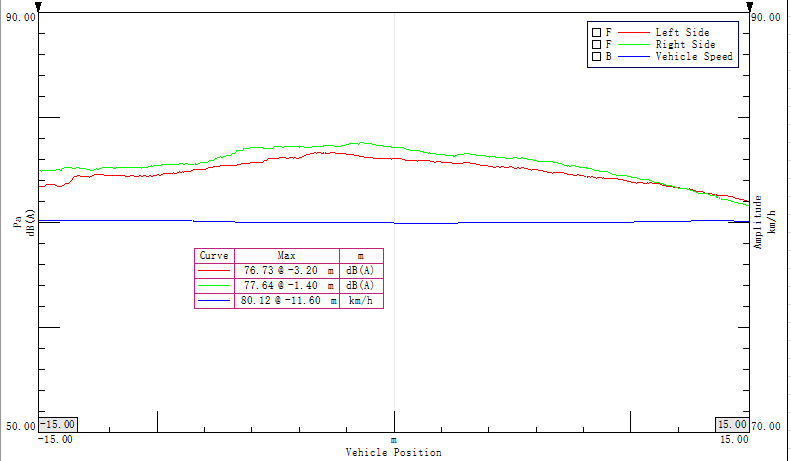 90.00
90.00
F Left Side
F Right Side
B Vehicle Speed
Pa
dB(A)
Amplitude
km/h
Curve Max m
76.73 @ -3.20 m dB(A)
77.64 @ -1.40 m dB(A)
80.12 @ -11.60 m km/h
50.00
-15.00
15.00
70.00
-15.00
m
15.00
Vehicle Position